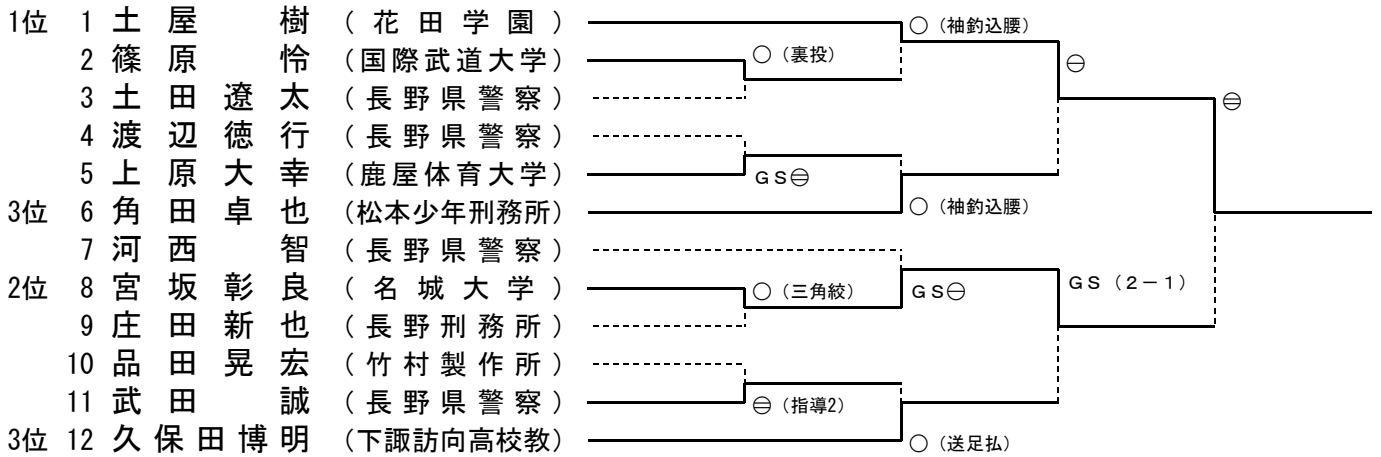 1位 1 土屋 樹 (花田学園) ○(袖釣込腰)
2 篠原 怜 (国際武道大学) ○(裏投) ⊖
3 土田遼太 (長野県警察) ⊖
4 渡辺徳行 (長野県警察)
5 上原大幸 (鹿屋体育大学) GS⊖
3位 6 角田卓也 (松本少年刑務所) ○(袖釣込腰)
7 河西 智 (長野県警察)
2位 8 宮坂彰良 (名城大学) ○(三角絞) GS⊖ GS(2-1)
9 庄田新也 (長野刑務所)
10 品田晃宏 (竹村製作所)
11 武田 誠 (長野県警察) ⊖(指導2)
3位 12 久保田博明 (下諏訪向高校教) ○(送足払)